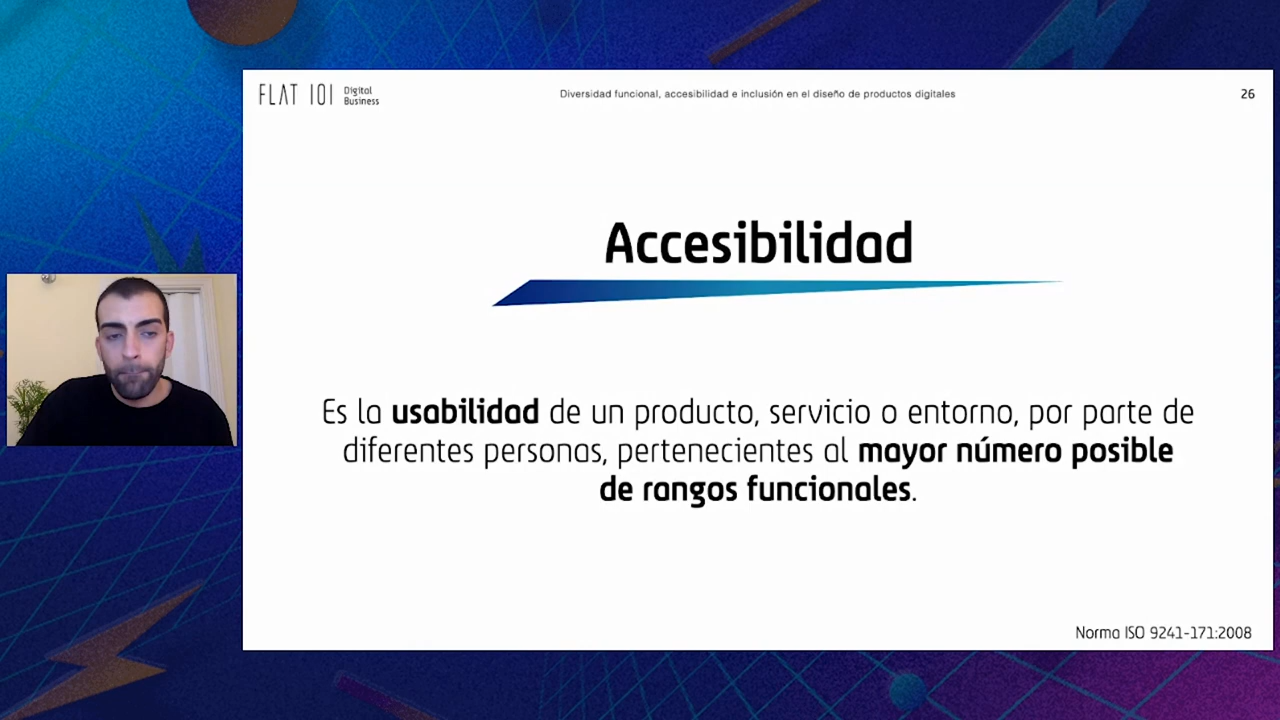 FLAT 101 Digital
Business
Diversidad funcional, accesibilidad e inclusión en el diseño de productos digitales
26
Accesibilidad
Es la usabilidad de un producto, servicio o entorno, por parte de
diferentes personas, pertenecientes al mayor número posible
de rangos funcionales.
Norma ISO 9241-171:2008